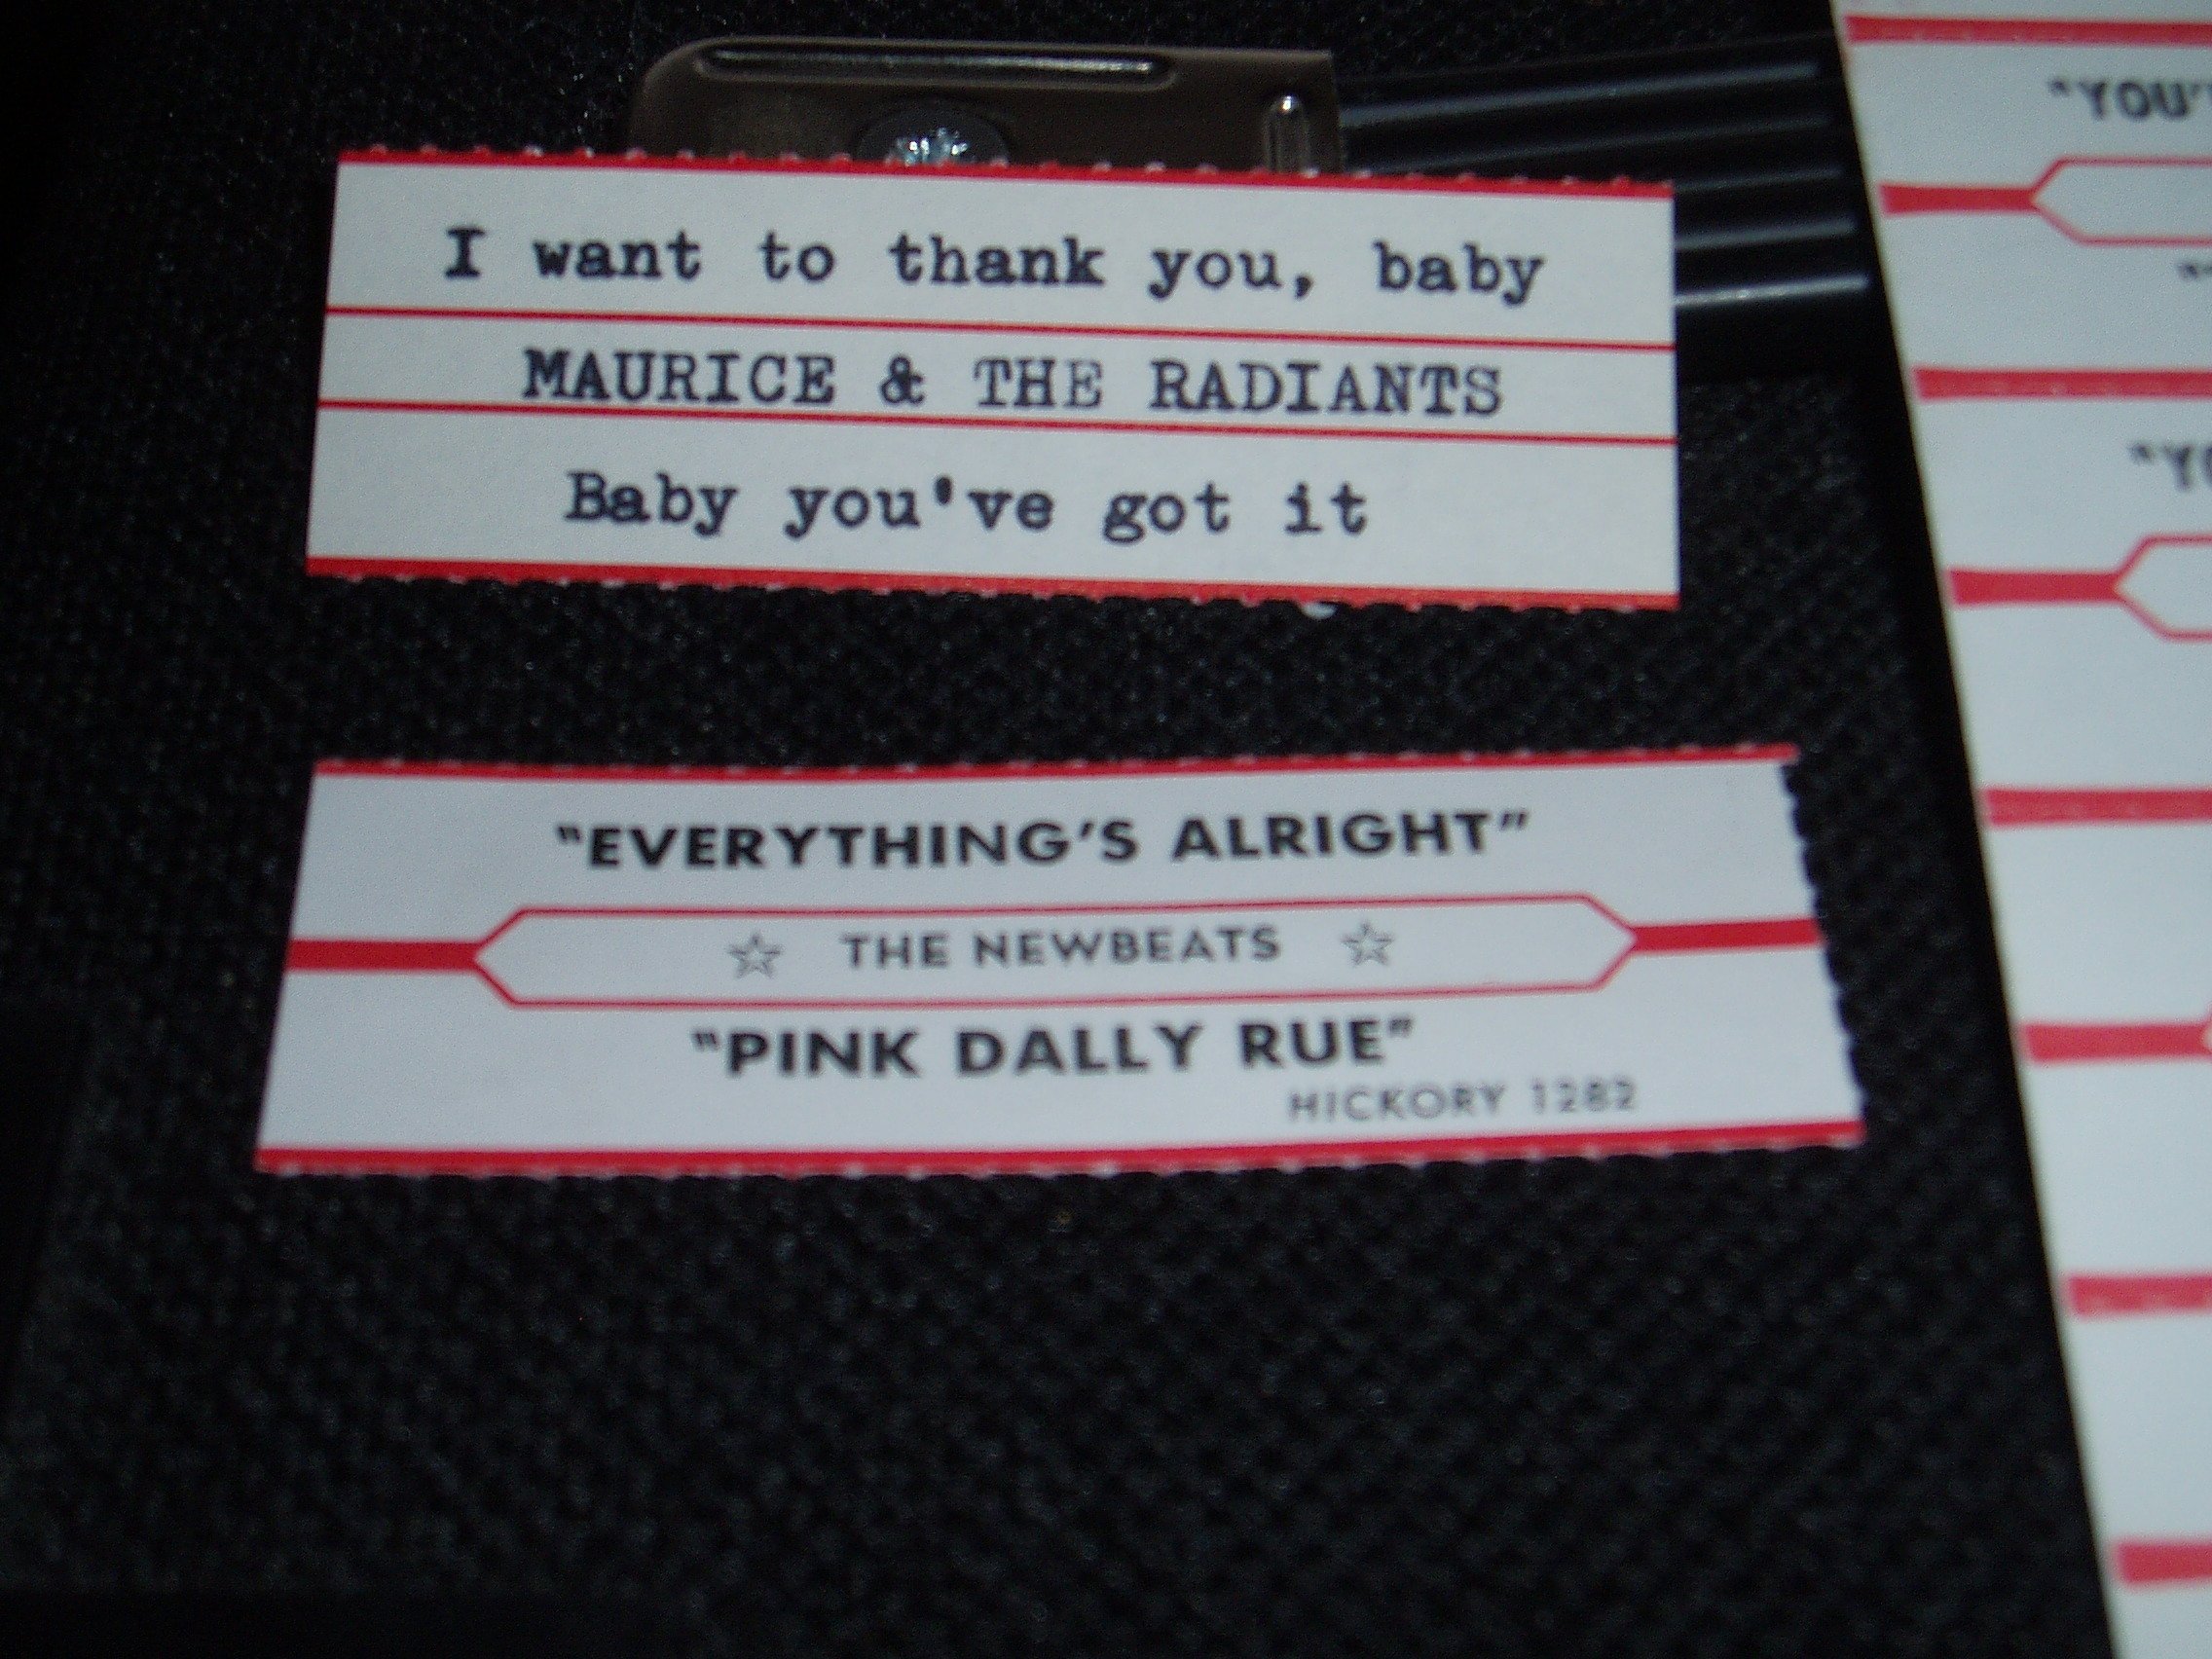 I want to thank you, baby
MAURICE & THE RADIANTS
Baby you've got it
"EVERYTHING'S ALRIGHT"
☆ THE NEWBEATS ☆
"PINK DALLY RUE"
HICKORY 1282